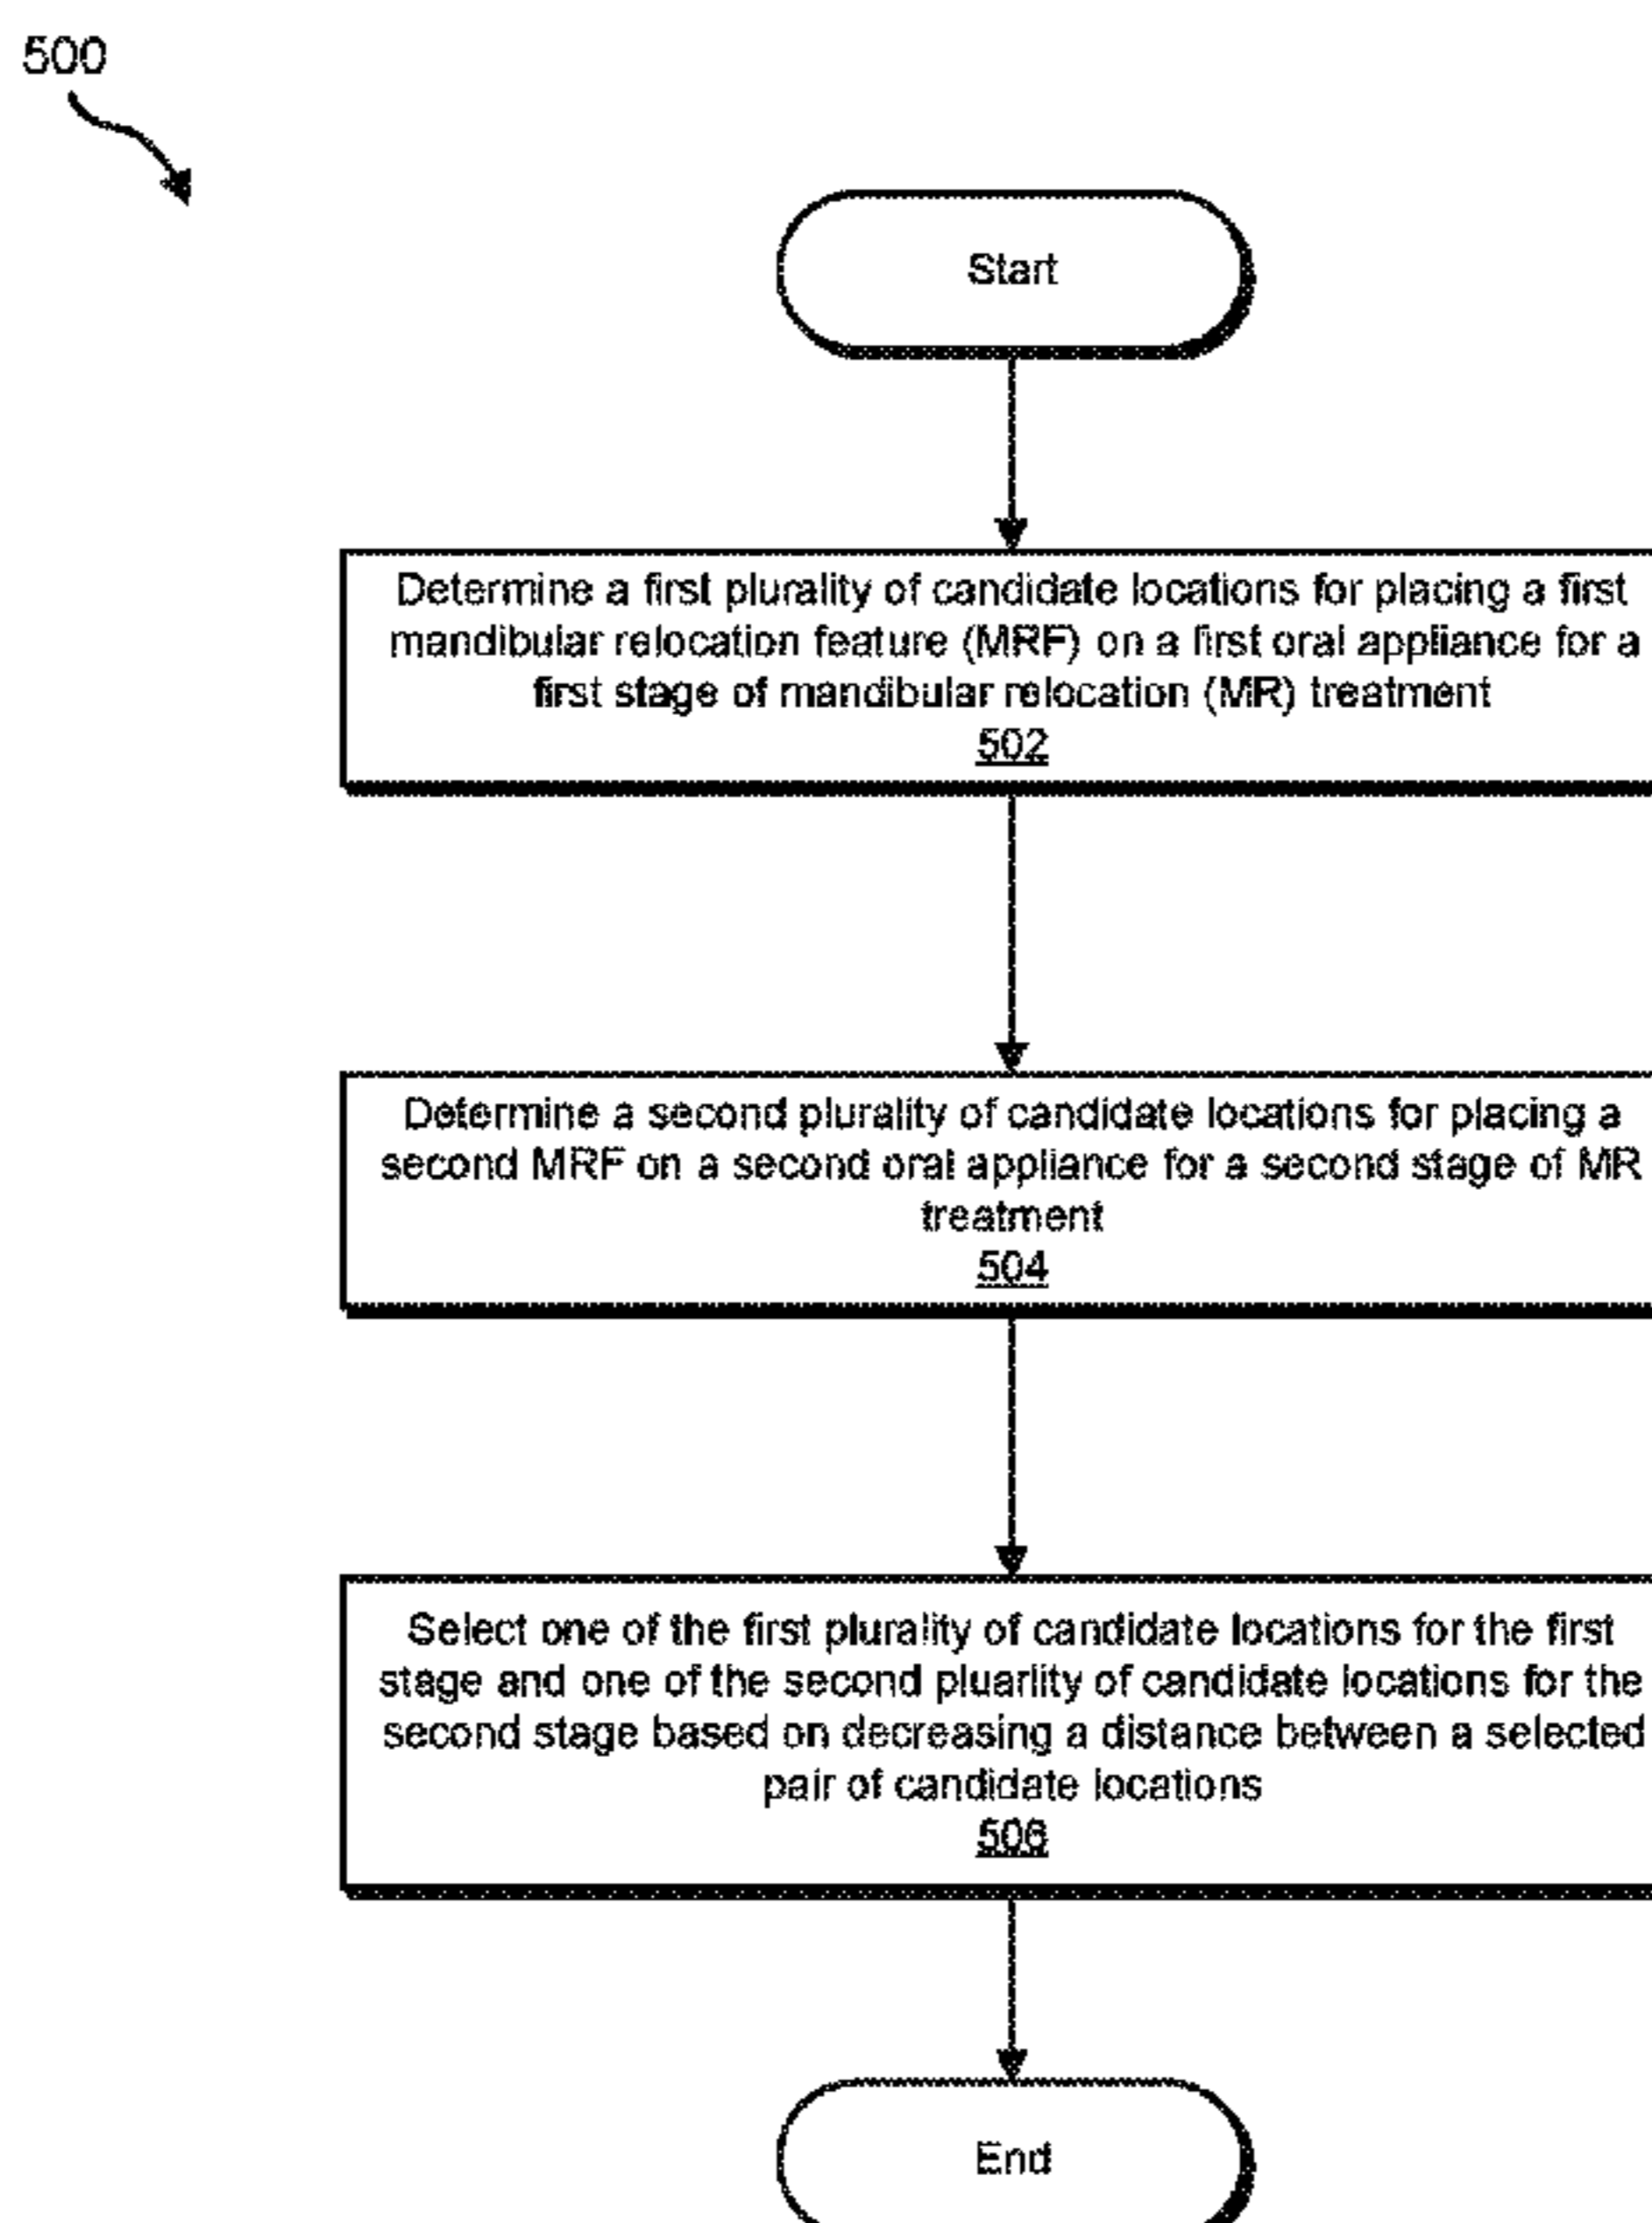 500
Start
Determine a first plurality of candidate locations for placing a first
mandibular relocation feature (MRF) on a first oral appliance for a
first stage of mandibular relocation (MR) treatment
502
Determine a second plurality of candidate locations for placing a
second MRF on a second oral appliance for a second stage of MR
treatment
504
Select one of the first plurality of candidate locations for the first
stage and one of the second pluarlity of candidate locations for the
second stage based on decreasing a distance between a selected
pair of candidate locations
506
End